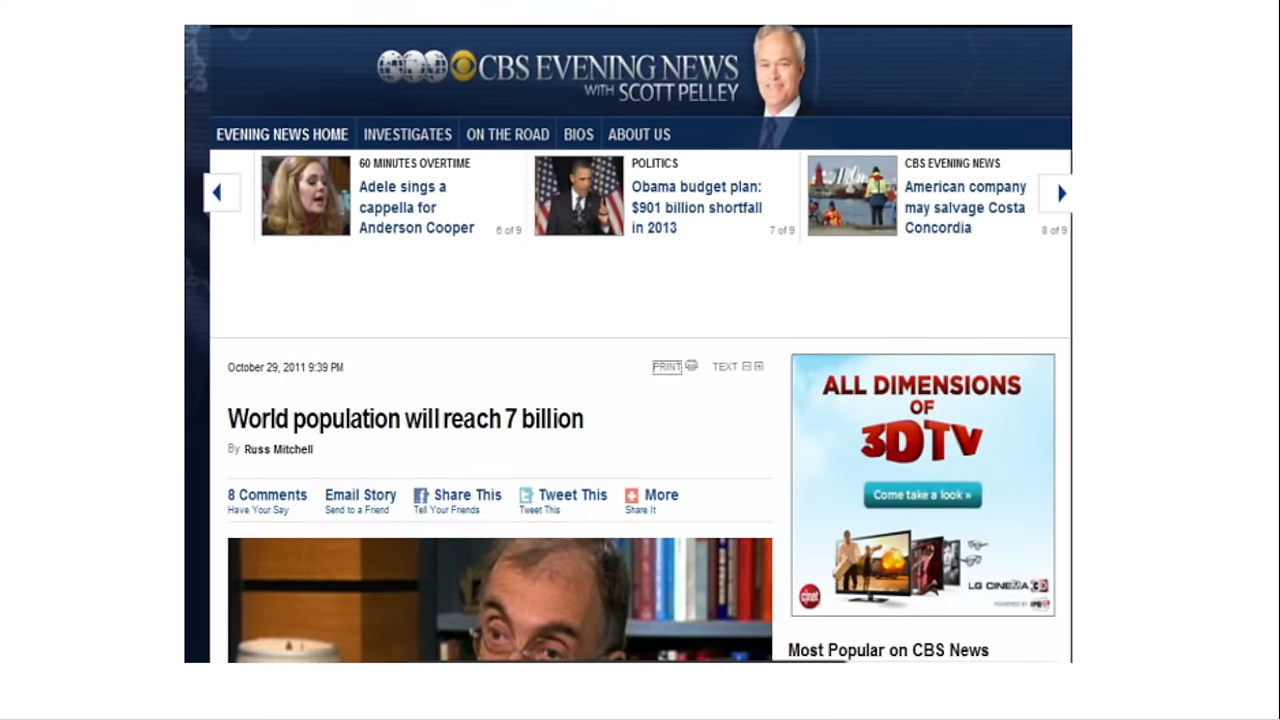 CBS EVENING NEWS
WITH SCOTT PELLEY
EVENING NEWS HOME
INVESTIGATES
ON THE ROAD
BIOS
ABOUT US
60 MINUTES OVERTIME
Adele sings a
cappella for
Anderson Cooper
6 of 9
POLITICS
Obama budget plan:
$901 billion shortfall
in 2013
7 of 9
CBS EVENING NEWS
American company
may salvage Costa
Concordia
8 of 9
October 29, 2011 9:39 PM
PRINT
TEXT
World population will reach 7 billion
By Russ Mitchell
8 Comments
Have Your Say
Email Story
Send to a Friend
Share This
Tell Your Friends
Tweet This
Tweet This
More
Share It
ALL DIMENSIONS
OF
3DTV
Come take a look »
cnet
LG CINEMA 3D
POWERED BY
Most Popular on CBS News